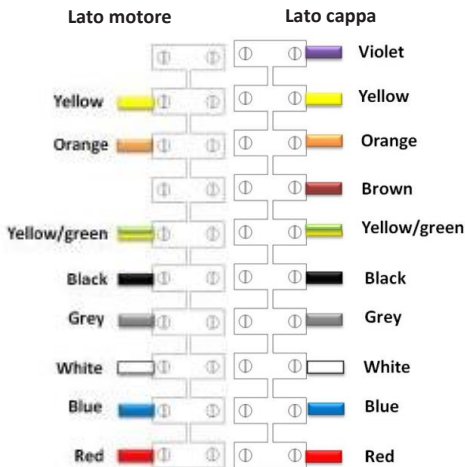 Lato motore Lato cappa
Violet
Yellow Yellow
Orange Orange
Brown
Yellow/green Yellow/green
Black Black
Grey Grey
White White
Blue Blue
Red Red